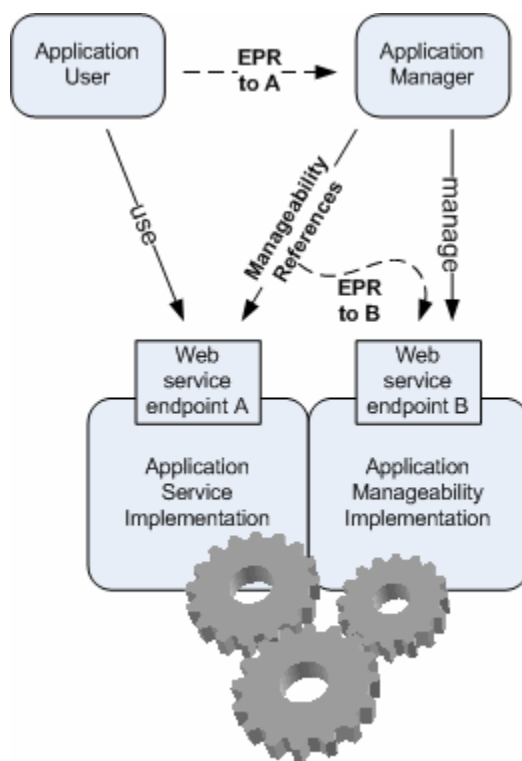 Application
User
EPR
to A
Application
Manager
use
Manageability
References
manage
EPR
to B
Web
service
endpoint A
Web
service
endpoint B
Application
Service
Implementation
Application
Manageability
Implementation